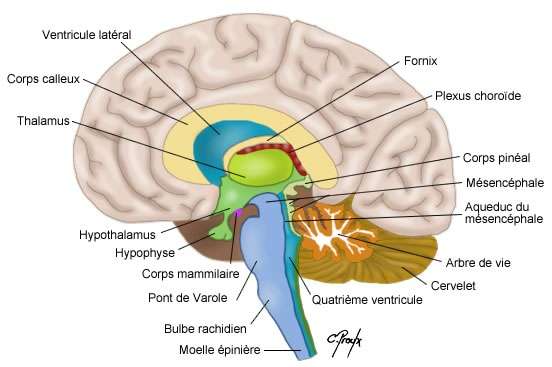 Ventricule latéral
Corps calleux
Thalamus
Fornix
Plexus choroïde
Corps pinéal
Mésencéphale
Aqueduc du
mésencéphale
Hypothalamus
Hypophyse
Corps mammilaire
Pont de Varole
Bulbe rachidien
Moelle épinière
Quatrième ventricule
Arbre de vie
Cervelet
C. Proulx